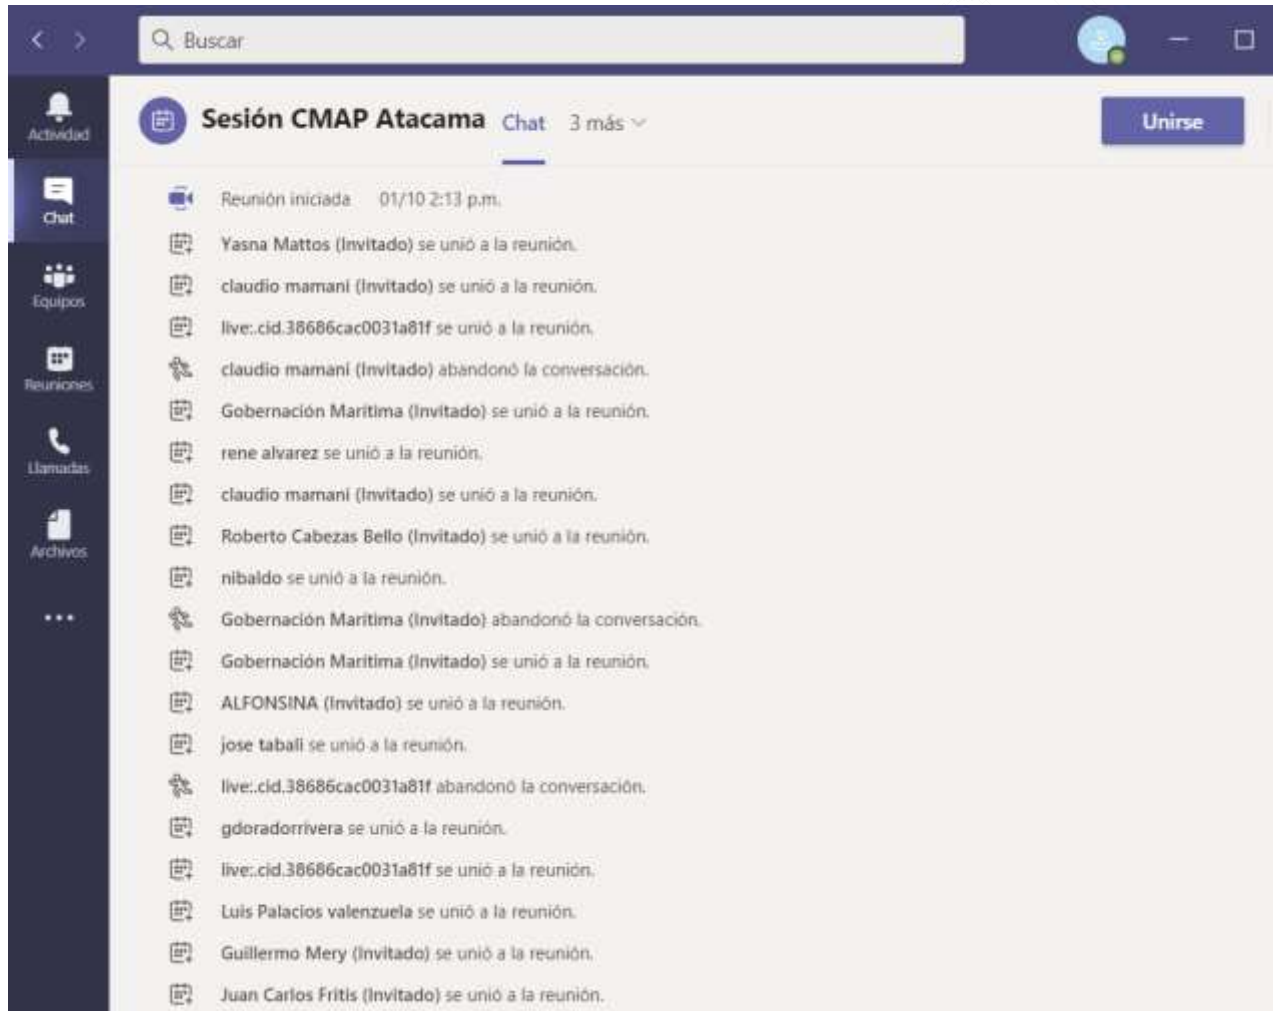 Buscar
Actividad
Chat
Equipos
Reuniones
Llamadas
Archivos
Sesión CMAP Atacama Chat 3 más Unirse
Reunión iniciada 01/10 2:13 p.m.
Yasna Mattos (Invitado) se unió a la reunión.
claudio mamani (Invitado) se unió a la reunión.
live:.cid.38686cac0031a81f se unió a la reunión.
claudio mamani (Invitado) abandonó la conversación.
Gobernación Marítima (Invitado) se unió a la reunión.
rene alvarez se unió a la reunión.
claudio mamani (Invitado) se unió a la reunión.
Roberto Cabezas Bello (Invitado) se unió a la reunión.
nibaldo se unió a la reunión.
Gobernación Marítima (Invitado) abandonó la conversación.
Gobernación Marítima (Invitado) se unió a la reunión.
ALFONSINA (Invitado) se unió a la reunión.
jose tabali se unió a la reunión.
live:.cid.38686cac0031a81f abandonó la conversación.
gdoradorrivera se unió a la reunión.
live:.cid.38686cac0031a81f se unió a la reunión.
Luis Palacios valenzuela se unió a la reunión.
Guillermo Mery (Invitado) se unió a la reunión.
Juan Carlos Fritis (Invitado) se unió a la reunión.